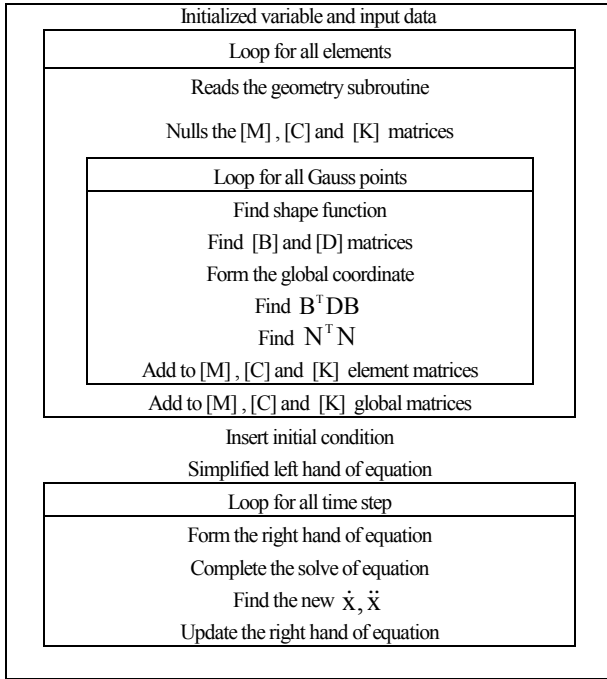 Initialized variable and input data
Loop for all elements
Reads the geometry subroutine
Nulls the [M] , [C] and [K] matrices
Loop for all Gauss points
Find shape function
Find [B] and [D] matrices
Form the global coordinate
Find BᵀDB
Find NᵀN
Add to [M] , [C] and [K] element matrices
Add to [M] , [C] and [K] global matrices
Insert initial condition
Simplified left hand of equation
Loop for all time step
Form the right hand of equation
Complete the solve of equation
Find the new ẋ, ẍ
Update the right hand of equation